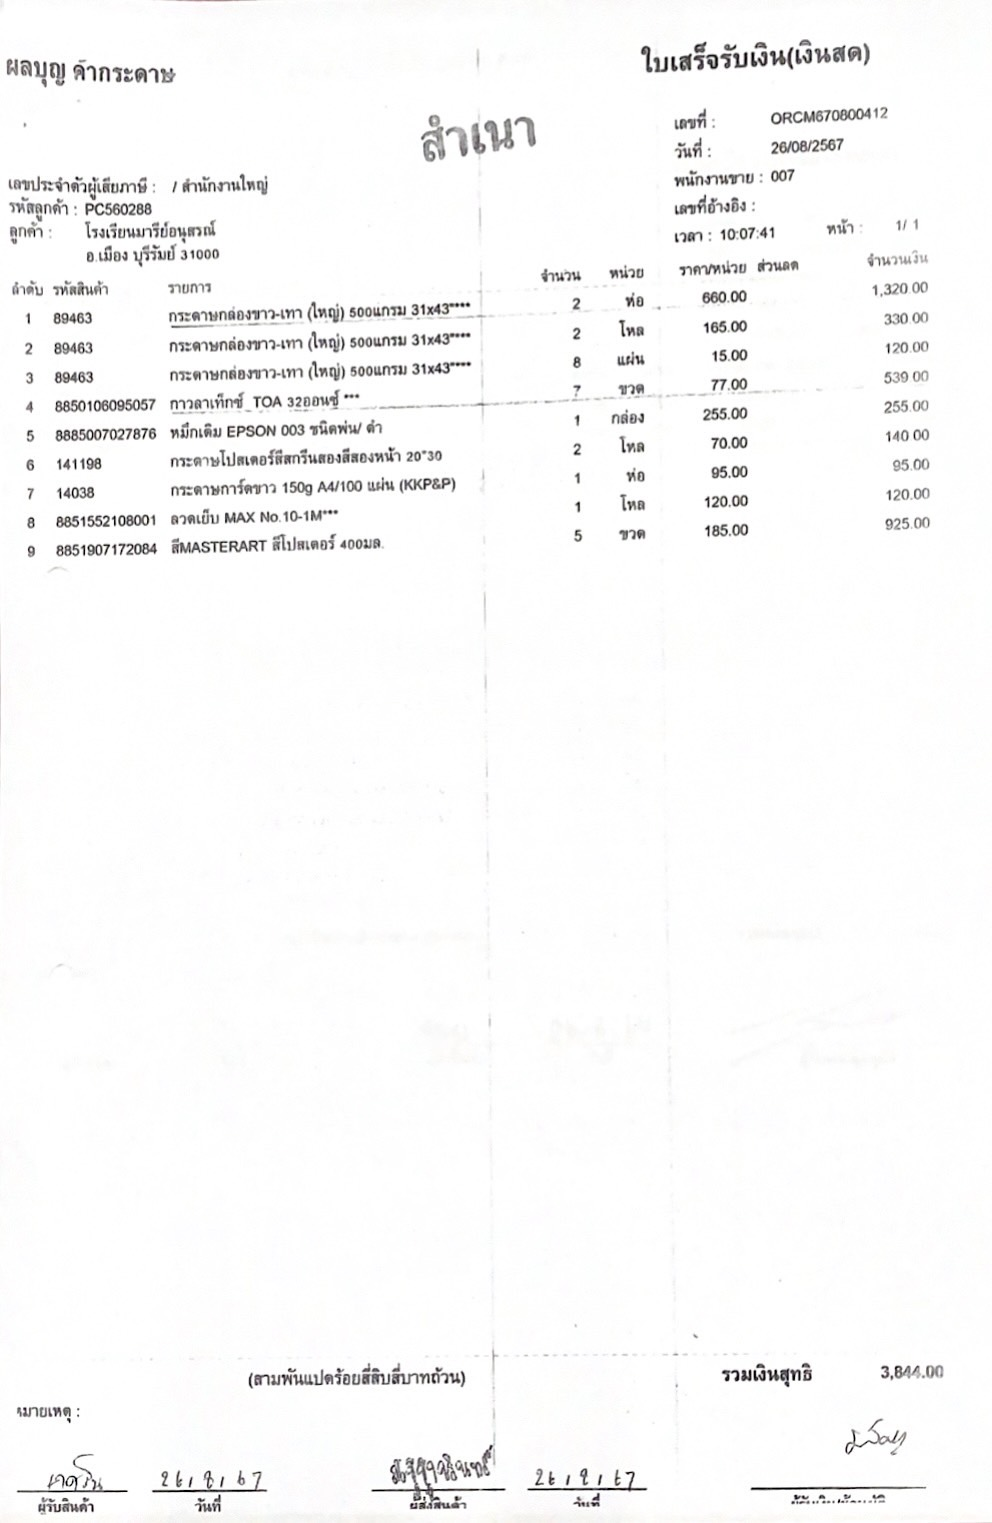 ผลบุญ ค้ากระดาษ
ใบเสร็จรับเงิน(เงินสด)
สำเนา
เลขที่ : ORCM670800412
วันที่ : 26/08/2567
เลขประจำตัวผู้เสียภาษี : / สำนักงานใหญ่
พนักงานขาย : 007
รหัสลูกค้า : PC560288
เลขที่อ้างอิง :
ลูกค้า : โรงเรียนมารีย์อนุสรณ์
เวลา : 10:07:41 หน้า : 1/ 1
อ.เมือง บุรีรัมย์ 31000
ลำดับ รหัสสินค้า รายการ จำนวน หน่วย ราคา/หน่วย ส่วนลด จำนวนเงิน
1 89463 กระดาษกล่องขาว-เทา (ใหญ่) 500แกรม 31x43**** 2 ห่อ 660.00 1,320.00
2 89463 กระดาษกล่องขาว-เทา (ใหญ่) 500แกรม 31x43**** 2 โหล 165.00 330.00
3 89463 กระดาษกล่องขาว-เทา (ใหญ่) 500แกรม 31x43**** 8 แผ่น 15.00 120.00
4 8850106095057 กาวลาเท็กซ์ TOA 32ออนซ์ *** 7 ขวด 77.00 539.00
5 8885007027876 หมึกเติม EPSON 003 ชนิดพ่น/ ดำ 1 กล่อง 255.00 255.00
6 141198 กระดาษโปสเตอร์สีสกรีนสองสีสองหน้า 20*30 2 โหล 70.00 140.00
7 14038 กระดาษการ์ดขาว 150g A4/100 แผ่น (KKP&P) 1 ห่อ 95.00 95.00
8 8851552108001 ลวดเย็บ MAX No.10-1M*** 1 โหล 120.00 120.00
9 8851907172084 สีMASTERART สีโปสเตอร์ 400มล. 5 ขวด 185.00 925.00
(สามพันแปดร้อยสี่สิบสี่บาทถ้วน) รวมเงินสุทธิ 3,844.00
หมายเหตุ :
26 / 8 / 67 26 / 8 / 67
ผู้รับสินค้า วันที่ ผู้ส่งสินค้า วันที่